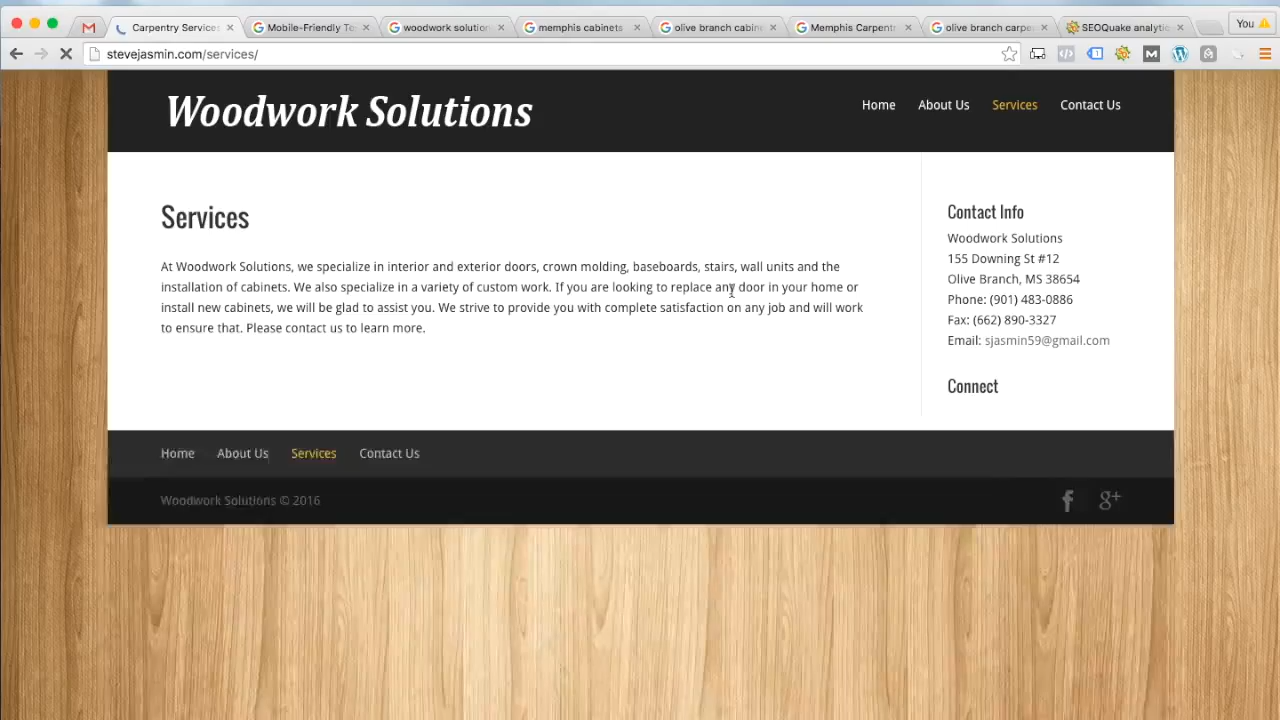 Carpentry Services
Mobile-Friendly Te
woodwork solution
memphis cabinets
olive branch cabine
Memphis Carpentr
olive branch carpe
SEOQuake analytic
You
stevejasmin.com/services/
Woodwork Solutions
Home About Us Services Contact Us
Services
At Woodwork Solutions, we specialize in interior and exterior doors, crown molding, baseboards, stairs, wall units and the
installation of cabinets. We also specialize in a variety of custom work. If you are looking to replace any door in your home or
install new cabinets, we will be glad to assist you. We strive to provide you with complete satisfaction on any job and will work
to ensure that. Please contact us to learn more.
Contact Info
Woodwork Solutions
155 Downing St #12
Olive Branch, MS 38654
Phone: (901) 483-0886
Fax: (662) 890-3327
Email: sjasmin59@gmail.com
Connect
Home About Us Services Contact Us
Woodwork Solutions © 2016